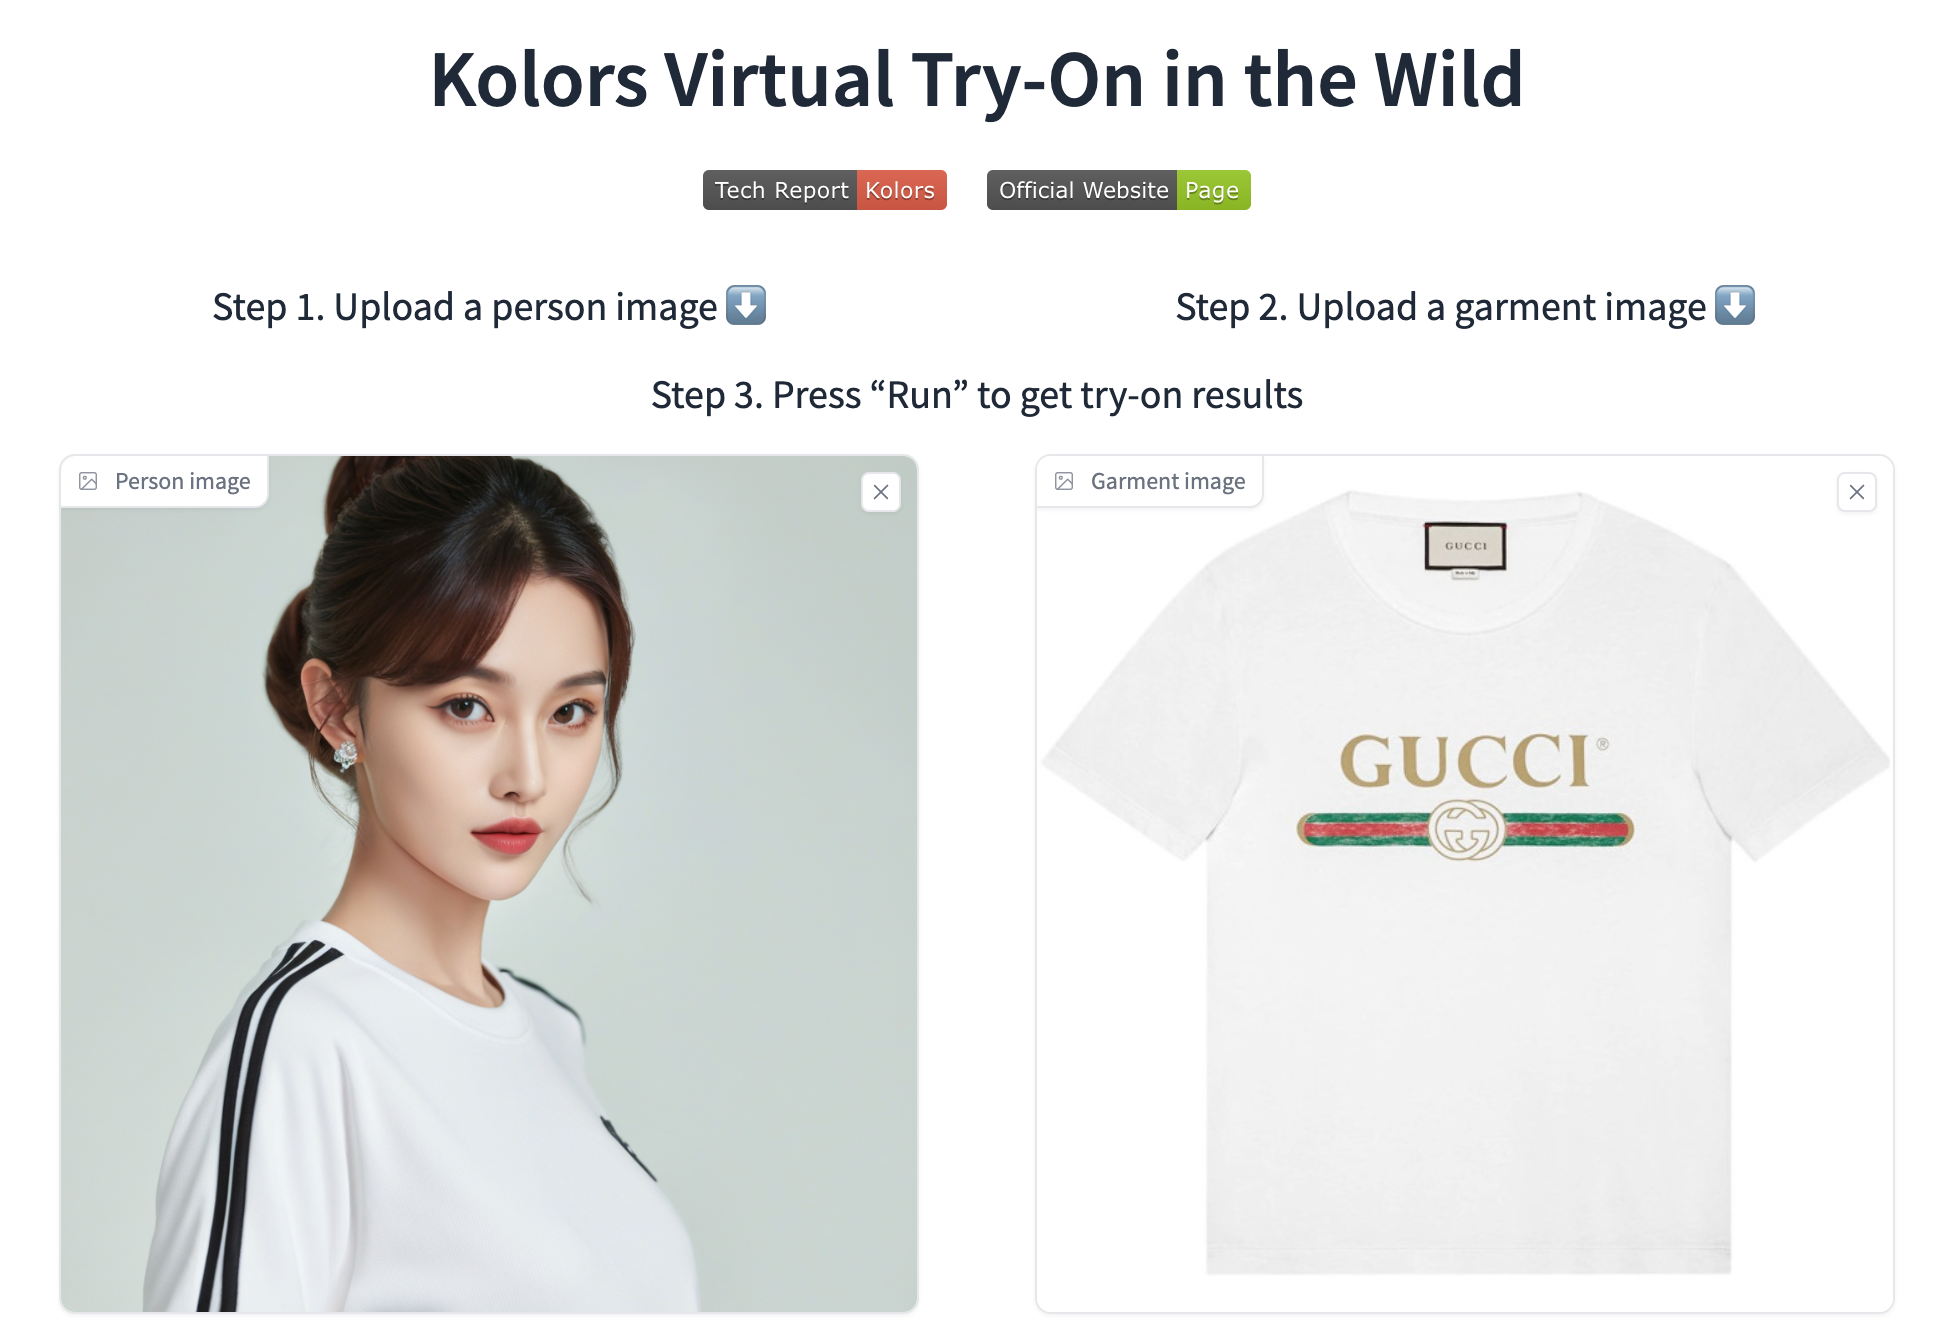 Kolors Virtual Try-On in the Wild
Tech Report Kolors
Official Website Page
Step 1. Upload a person image
Step 2. Upload a garment image
Step 3. Press “Run” to get try-on results
Person image
Garment image
GUCCI
GUCCI®